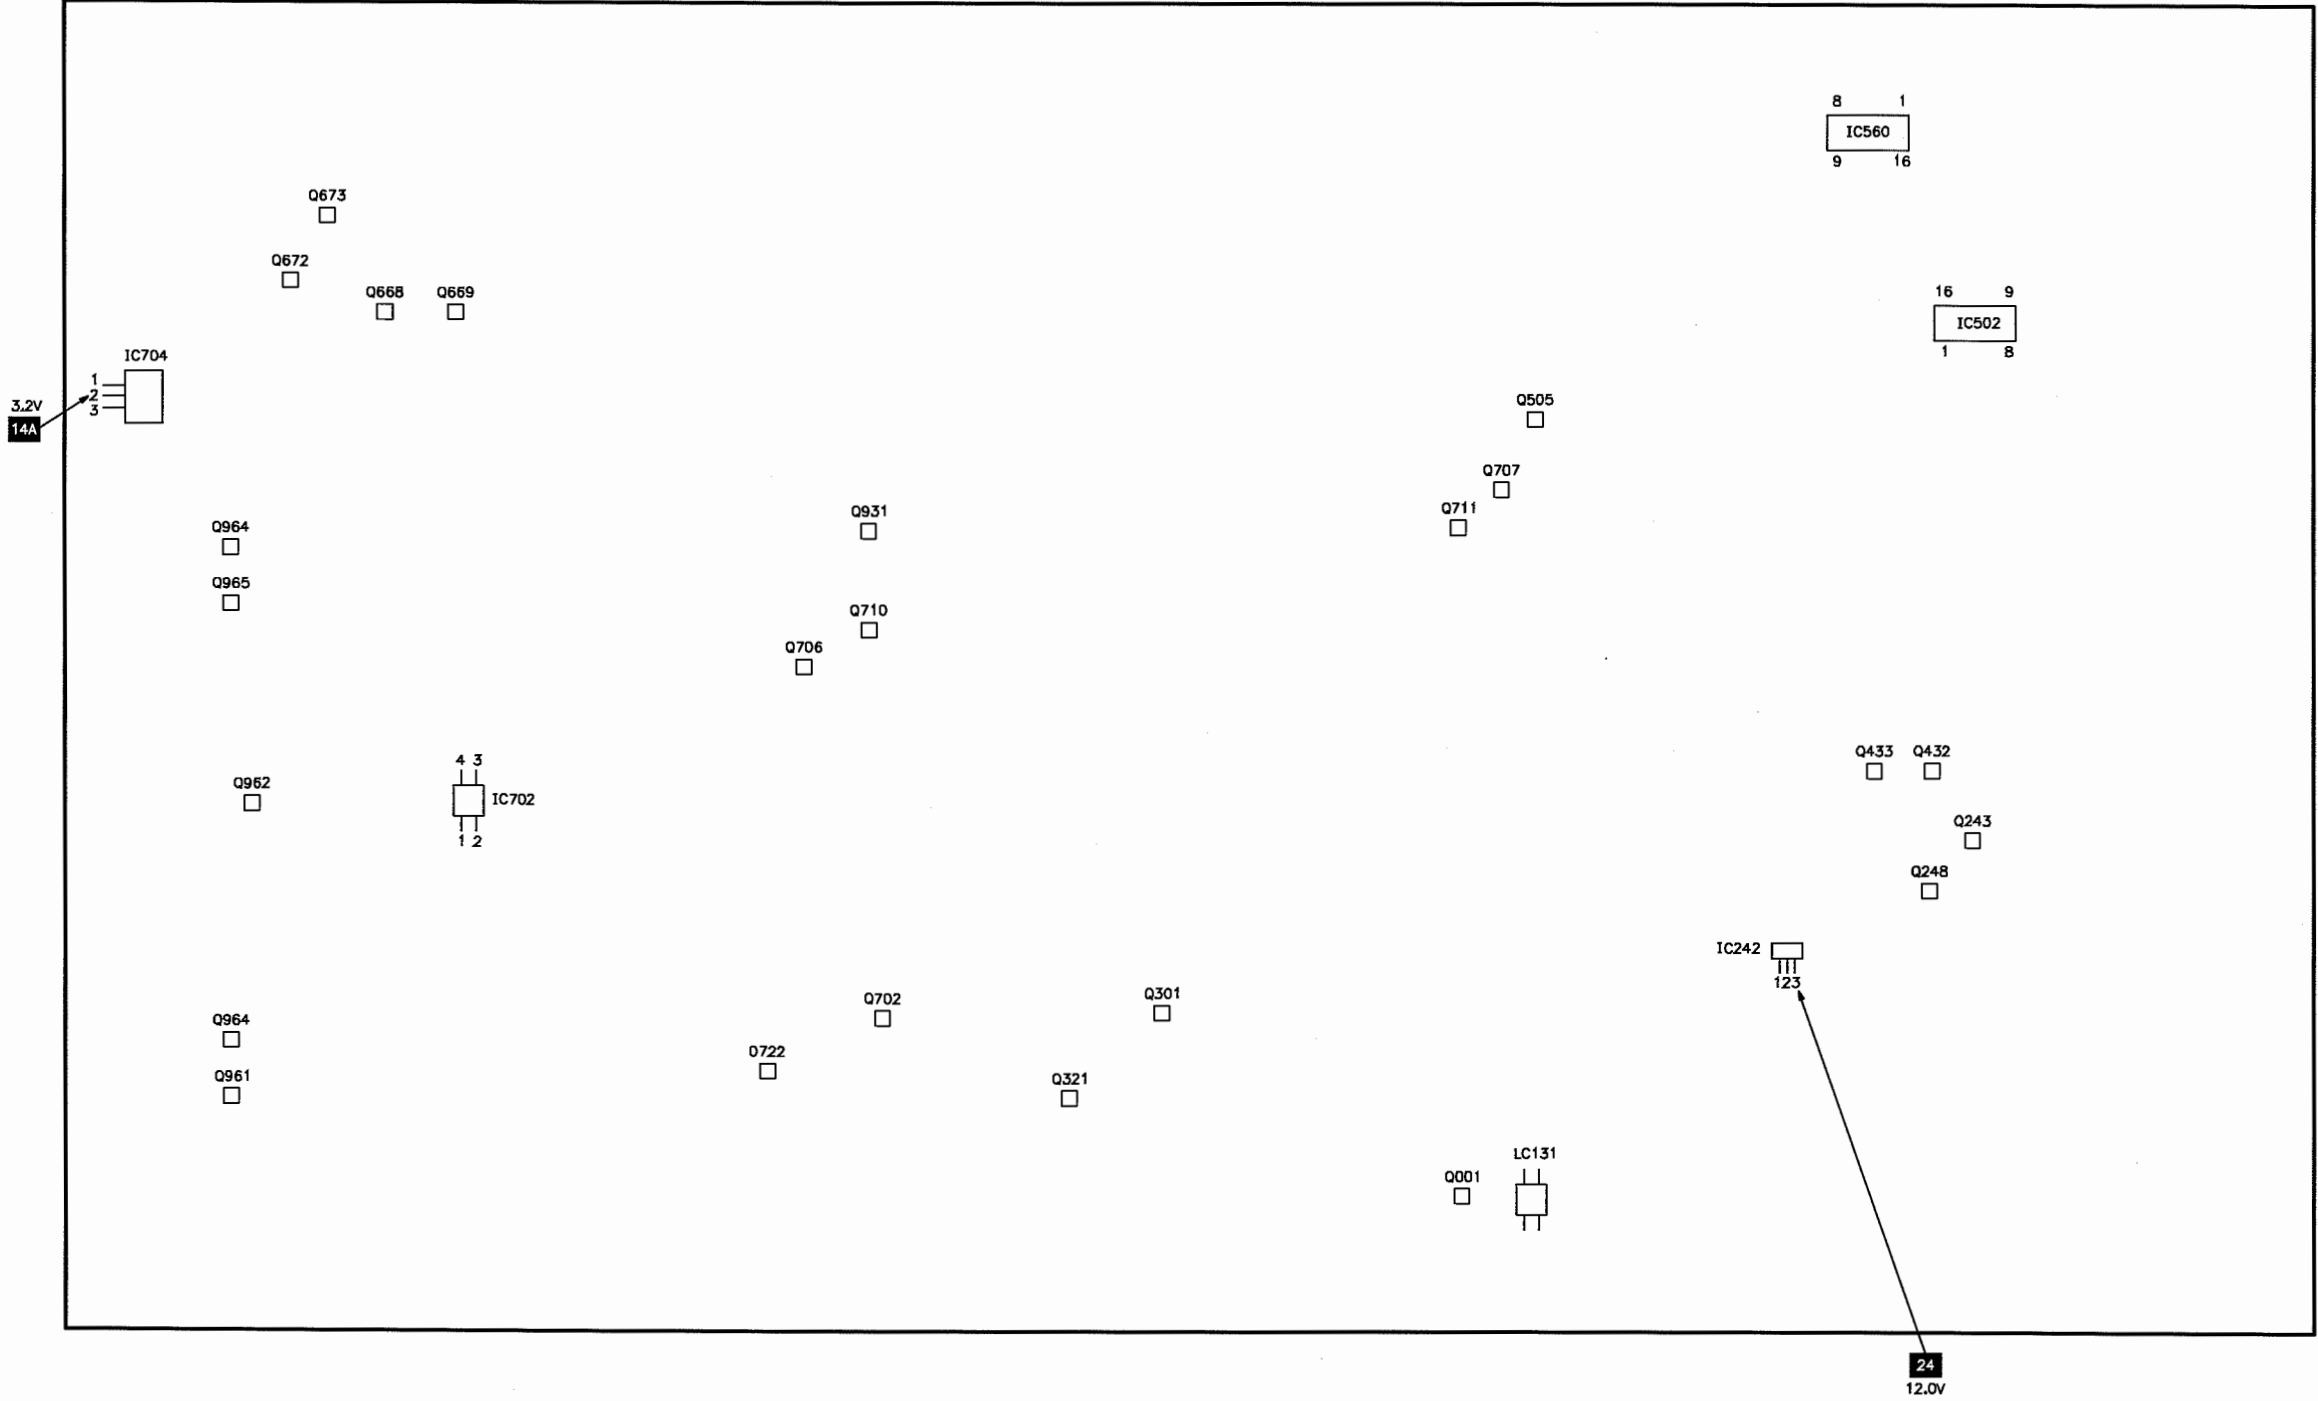 8 1
IC560
9 16
Q673
Q672
Q668 Q669
16 9
IC502
1 8
IC704
1
2
3
3.2V
14A
Q505
Q707
Q711
Q931
Q964
Q965
Q710
Q706
Q433 Q432
4 3
Q962
IC702
1 2
Q243
Q248
IC242
123
Q702
Q301
Q964
D722
Q961
Q321
LC131
Q001
24
12.0V